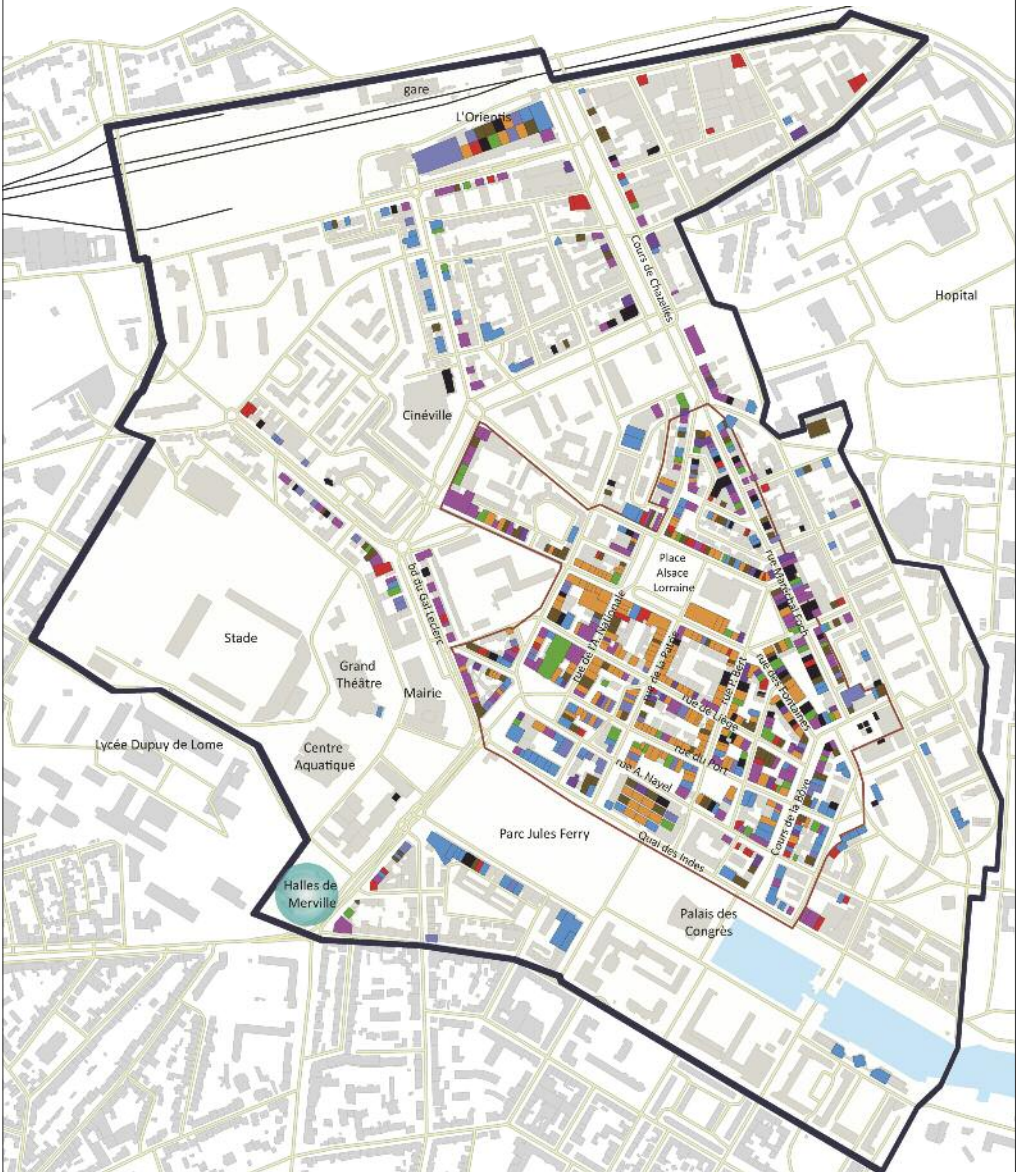 gare
L'Orientis
Cours de Chazelles
Hopital
Cinéville
Place
Alsace
Lorraine
rue Maréchal Foch
bd du Gal Leclerc
rue de l'A. Nationale
Stade
Grand
Théâtre
Mairie
rue de la Patrie
rue P. Bert
rue des Fontaines
rue de Liège
Lycée Dupuy de Lome
Centre
Aquatique
rue du Port
rue A. Nayel
Cours de la Bôve
Parc Jules Ferry
Quai des Indes
Halles de
Merville
Palais des
Congrès